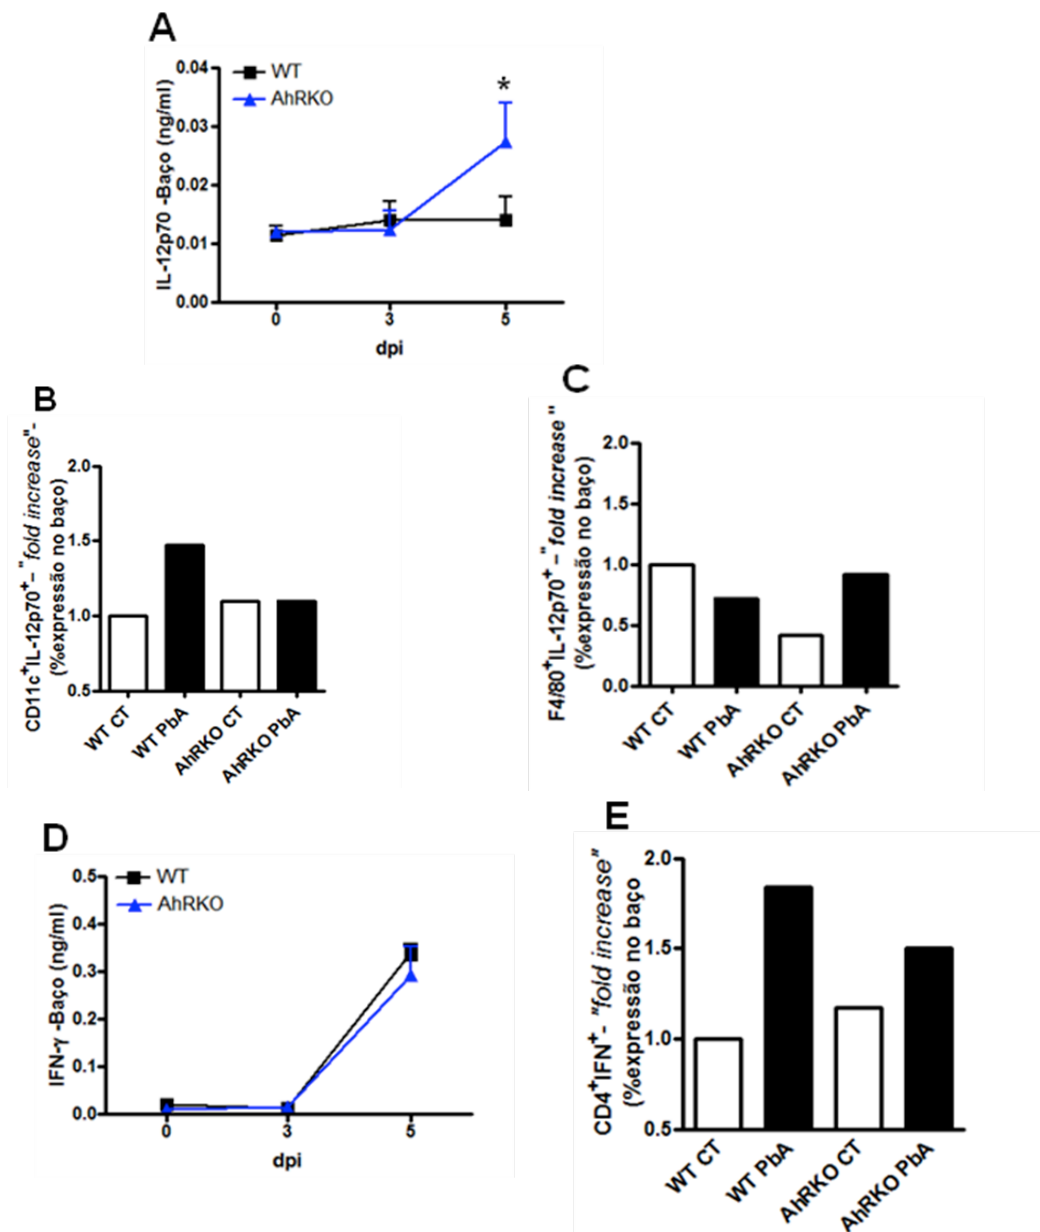 A
IL-12p70 -Baço (ng/ml)
0.04
0.03
0.02
0.01
0.00
WT
AhRKO
*
0
3
5
dpi
B
CD11c+IL-12p70+ – "fold increase"-
(%expressão no baço)
2.0
1.5
1.0
0.5
WT CT
WT PbA
AhRKO CT
AhRKO PbA
C
F4/80+IL-12p70+ – "fold increase"
(%expressão no baço)
2.0
1.5
1.0
0.5
0.0
WT CT
WT PbA
AhRKO CT
AhRKO PbA
D
IFN-γ -Baço (ng/ml)
0.5
0.4
0.3
0.2
0.1
0.0
WT
AhRKO
0
3
5
dpi
E
CD4+IFN+- "fold increase"
(%expressão no baço
2.0
1.5
1.0
0.5
WT CT
WT PbA
AhRKO CT
AhRKO PbA